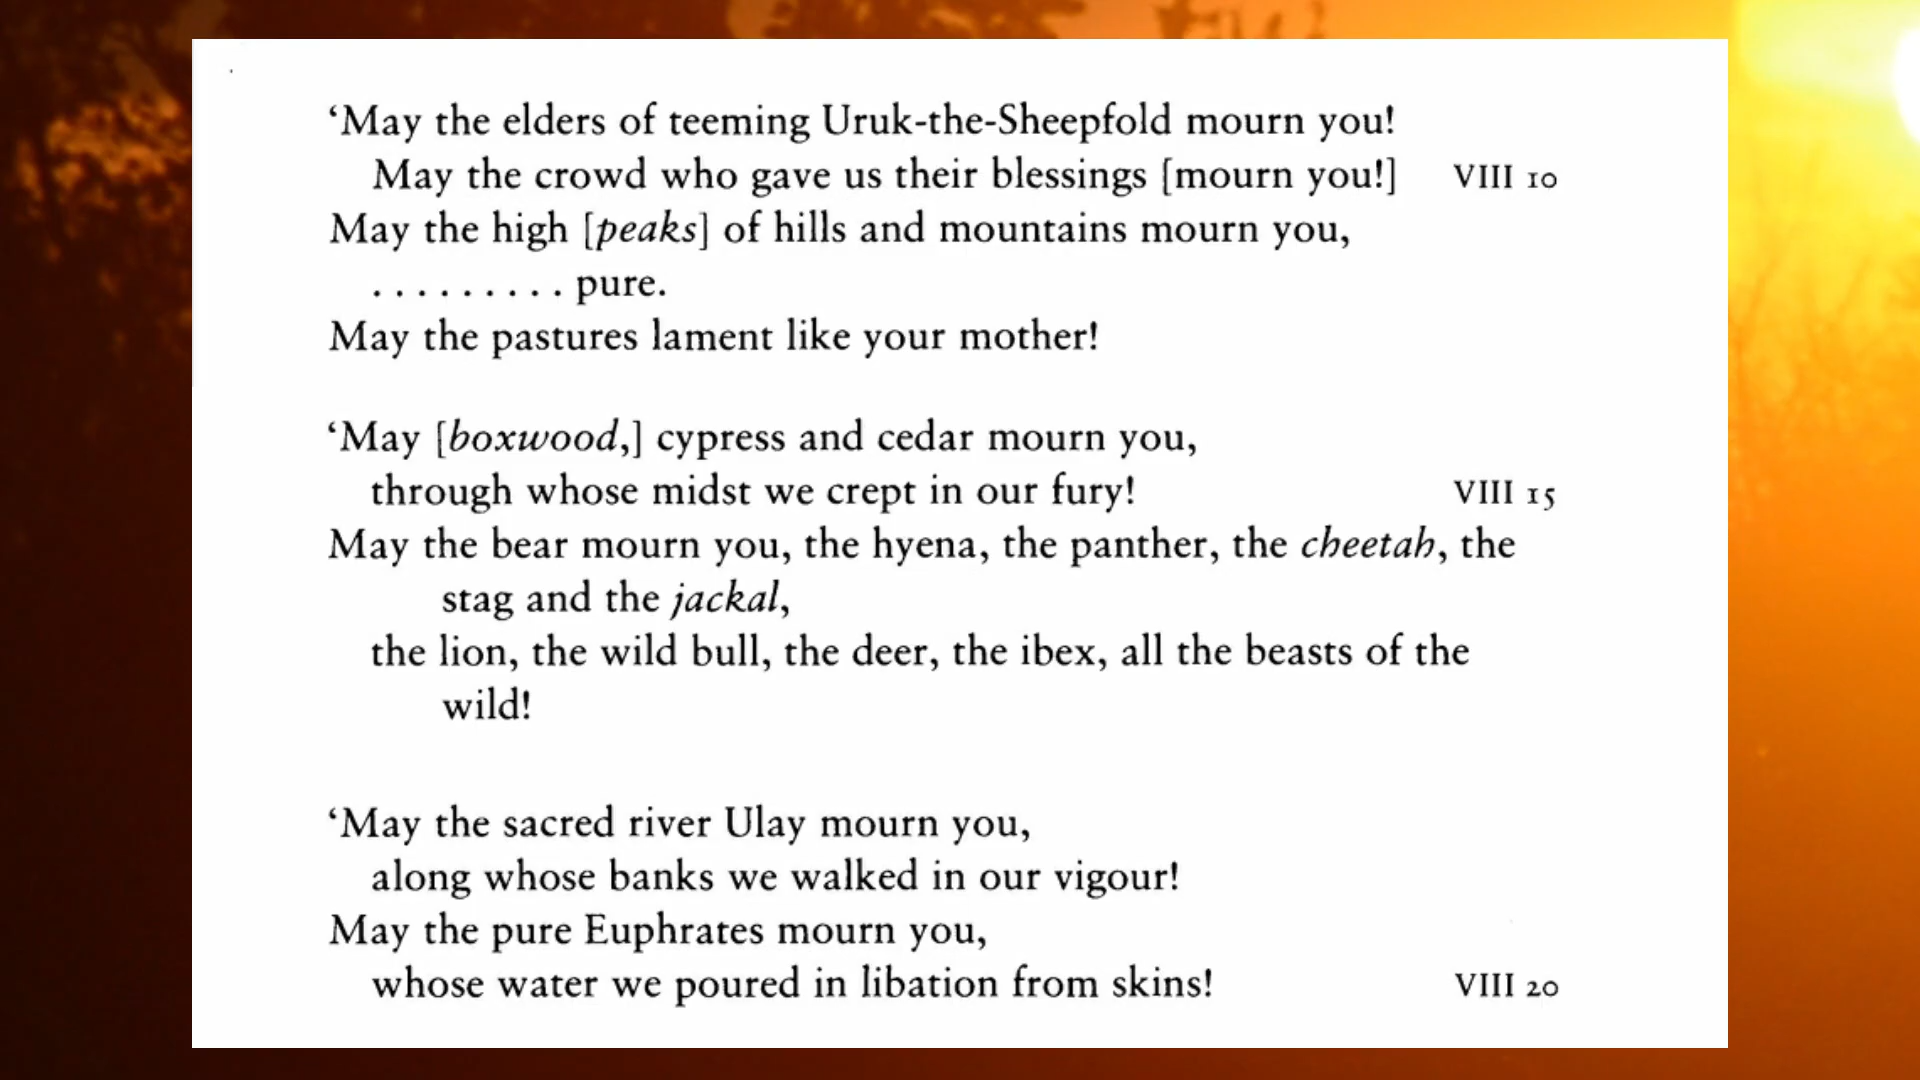 ‘May the elders of teeming Uruk-the-Sheepfold mourn you!
May the crowd who gave us their blessings [mourn you!] VIII 10
May the high [peaks] of hills and mountains mourn you,
. . . . . . . . . pure.
May the pastures lament like your mother!
‘May [boxwood,] cypress and cedar mourn you,
through whose midst we crept in our fury! VIII 15
May the bear mourn you, the hyena, the panther, the cheetah, the
stag and the jackal,
the lion, the wild bull, the deer, the ibex, all the beasts of the
wild!
‘May the sacred river Ulay mourn you,
along whose banks we walked in our vigour!
May the pure Euphrates mourn you,
whose water we poured in libation from skins! VIII 20